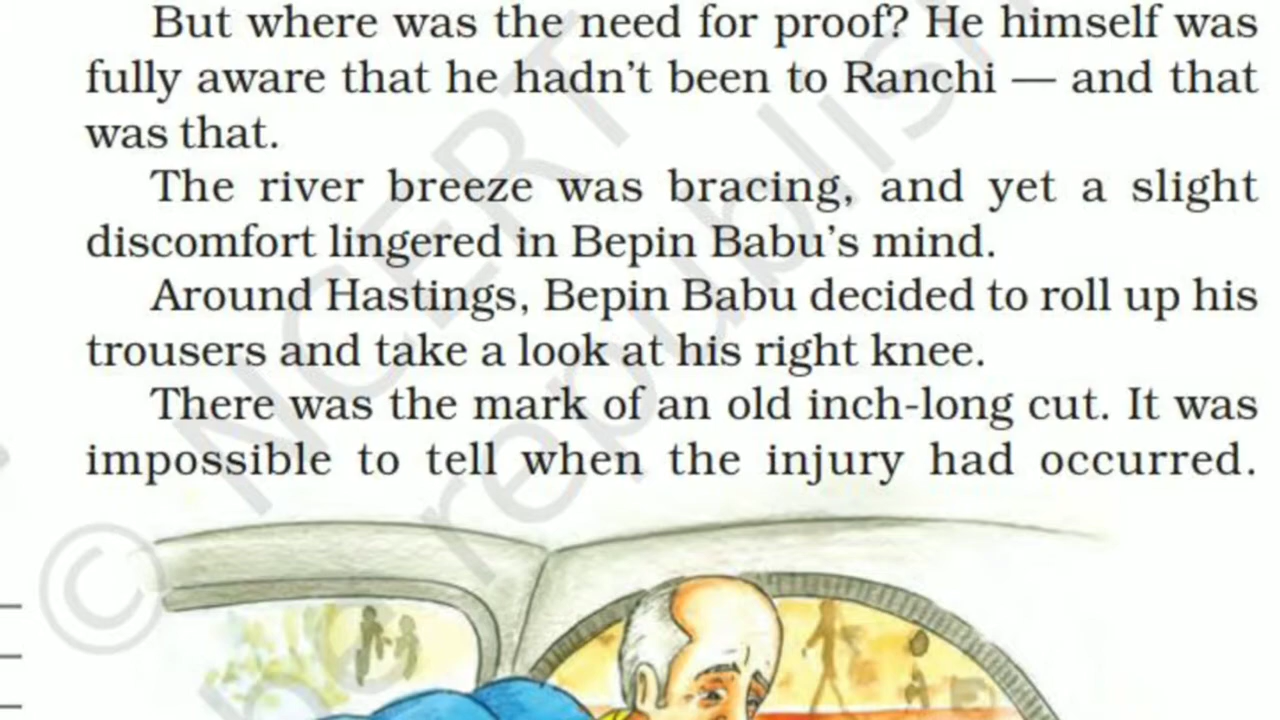 But where was the need for proof? He himself was
fully aware that he hadn't been to Ranchi — and that
was that.
The river breeze was bracing, and yet a slight
discomfort lingered in Bepin Babu's mind.
Around Hastings, Bepin Babu decided to roll up his
trousers and take a look at his right knee.
There was the mark of an old inch-long cut. It was
impossible to tell when the injury had occurred.
© NCERT
be republish